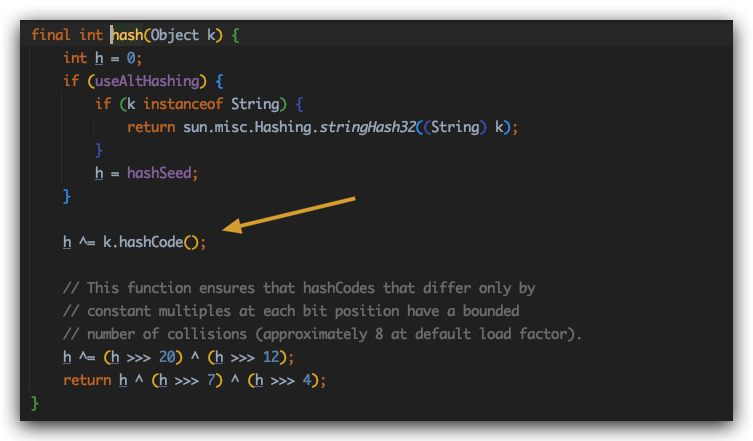 final int hash(Object k) {
    int h = 0;
    if (useAltHashing) {
        if (k instanceof String) {
            return sun.misc.Hashing.stringHash32((String) k);
        }
        h = hashSeed;
    }

    h ^= k.hashCode();

    // This function ensures that hashCodes that differ only by
    // constant multiples at each bit position have a bounded
    // number of collisions (approximately 8 at default load factor).
    h ^= (h >>> 20) ^ (h >>> 12);
    return h ^ (h >>> 7) ^ (h >>> 4);
}